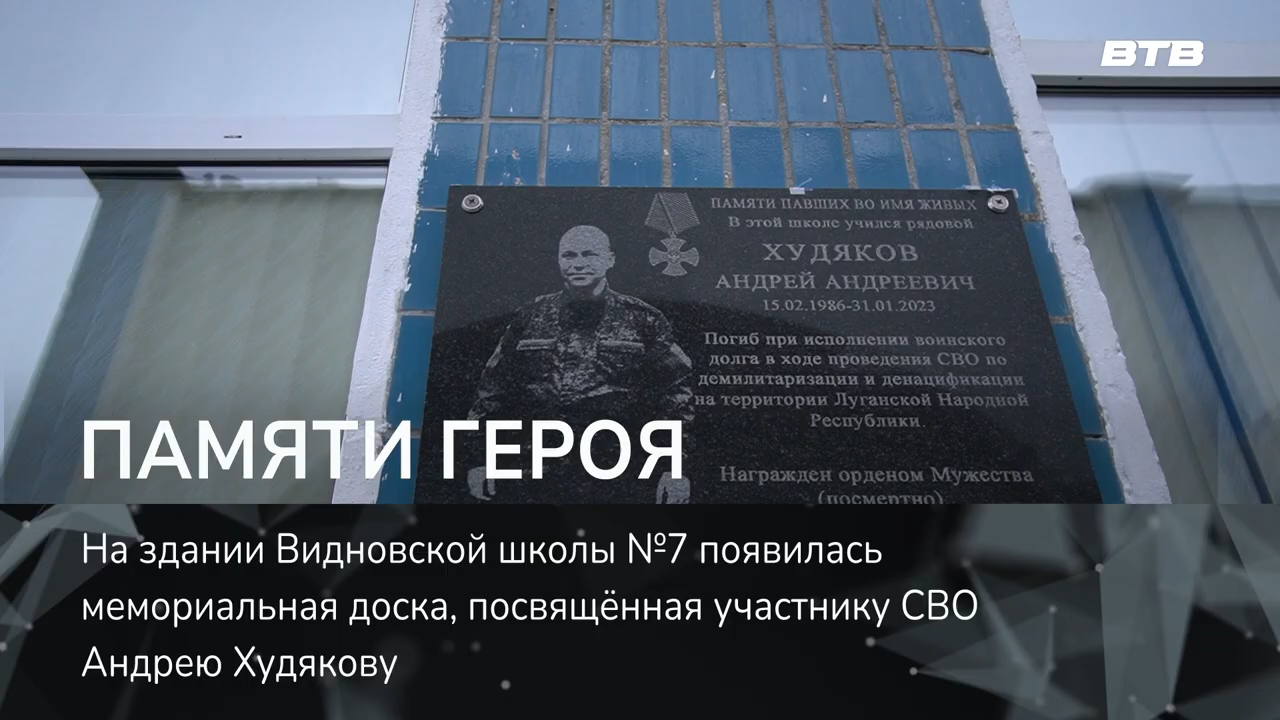 ВТВ
ПАМЯТИ ПАВШИХ ВО ИМЯ ЖИВЫХ
В этой школе учился рядовой
ХУДЯКОВ
АНДРЕЙ АНДРЕЕВИЧ
15.02.1986-31.01.2023
Погиб при исполнении воинского
долга в ходе проведения СВО по
демилитаризации и денацификации
на территории Луганской Народной
Республики.
Награжден орденом Мужества
(посмертно)
ПАМЯТИ ГЕРОЯ
На здании Видновской школы №7 появилась
мемориальная доска, посвящённая участнику СВО
Андрею Худякову